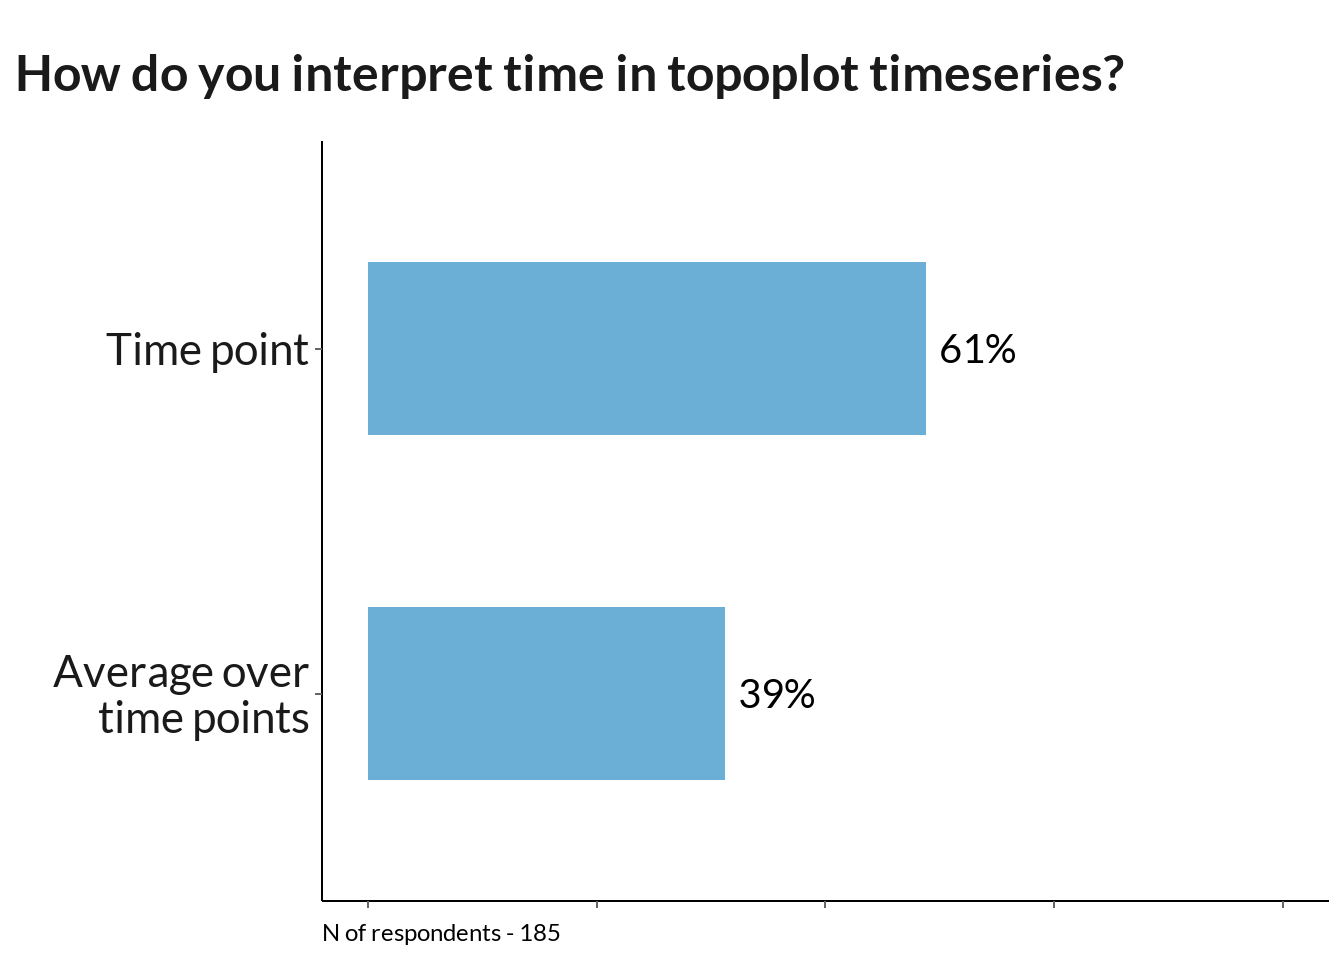 How do you interpret time in topoplot timeseries?
Time point
61%
Average over
time points
39%
N of respondents - 185